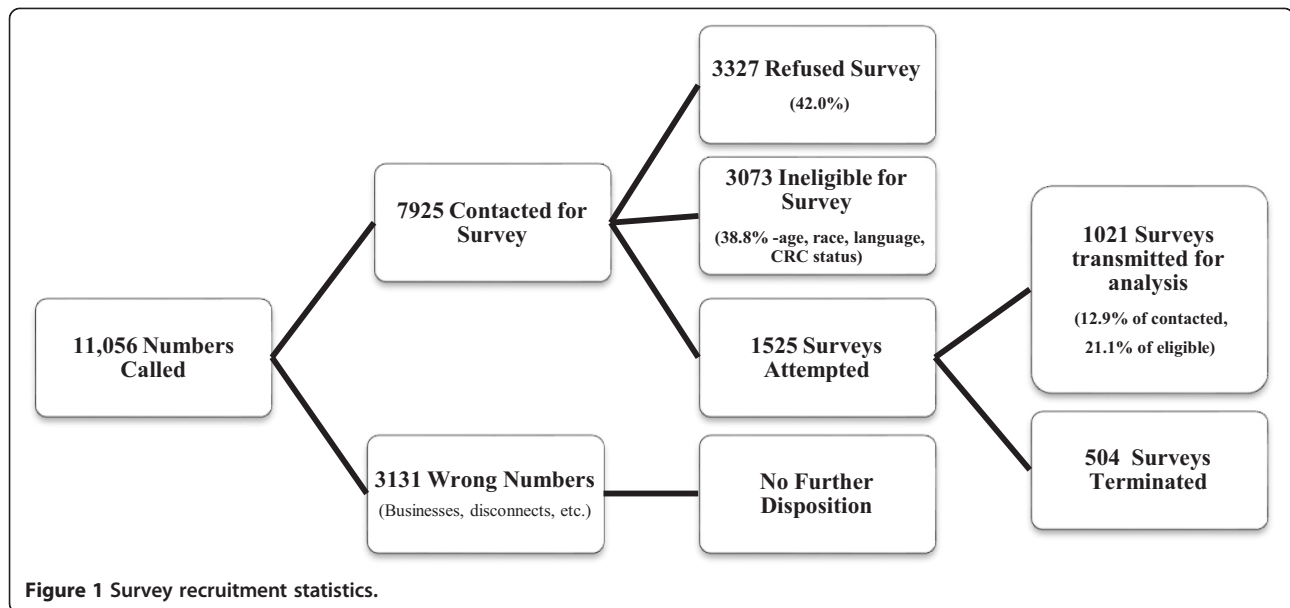 11,056 Numbers
Called
7925 Contacted for
Survey
3131 Wrong Numbers
(Businesses, disconnects, etc.)
3327 Refused Survey
(42.0%)
3073 Ineligible for
Survey
(38.8% -age, race, language,
CRC status)
1525 Surveys
Attempted
No Further
Disposition
1021 Surveys
transmitted for
analysis
(12.9% of contacted,
21.1% of eligible)
504 Surveys
Terminated
Figure 1 Survey recruitment statistics.